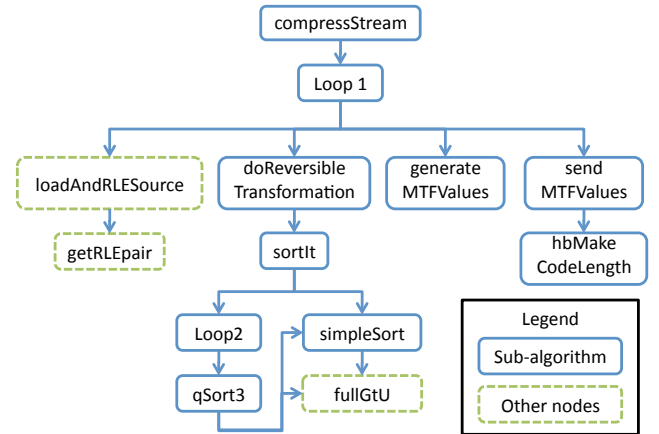 compressStream
Loop 1
loadAndRLESource
doReversible
Transformation
generate
MTFValues
send
MTFValues
getRLEpair
sortIt
hbMake
CodeLength
Loop2
simpleSort
qSort3
fullGtU
Legend
Sub-algorithm
Other nodes